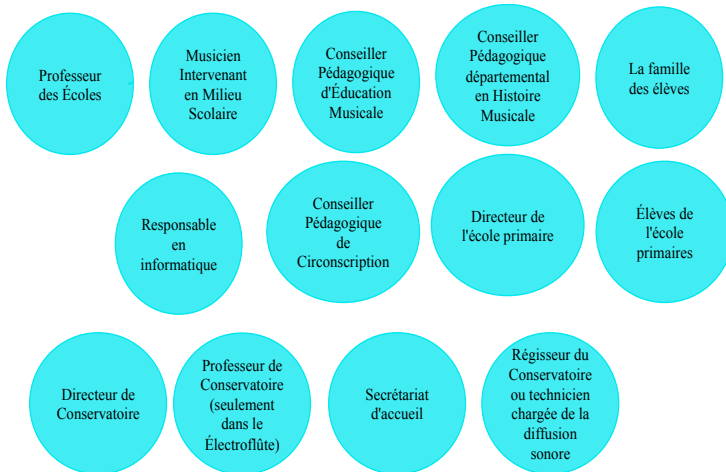 Professeur
des Écoles
Musicien
Intervenant
en Milieu
Scolaire
Conseiller
Pédagogique
d'Éducation
Musicale
Conseiller
Pédagogique
départemental
en Histoire
Musicale
La famille
des élèves
Responsable
en
informatique
Conseiller
Pédagogique
de
Circonscription
Directeur de
l'école primaire
Élèves de
l'école
primaires
Directeur de
Conservatoire
Professeur de
Conservatoire
(seulement
dans le
Électroflûte)
Secrétariat
d'accueil
Régisseur du
Conservatoire
ou technicien
chargée de la
diffusion
sonore